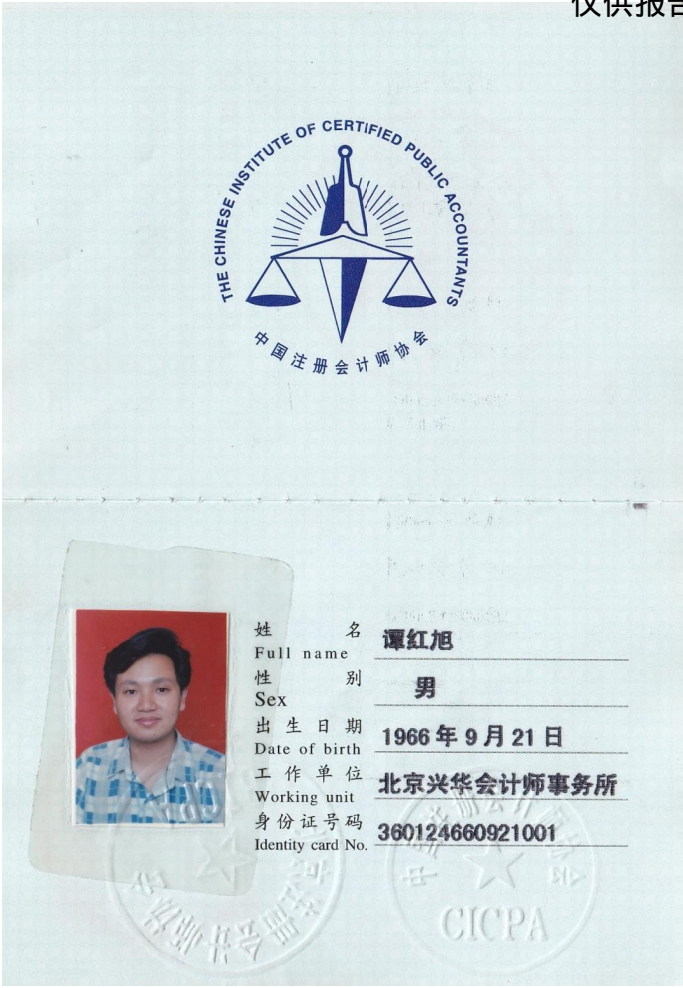 仅供报告
THE CHINESE INSTITUTE OF CERTIFIED PUBLIC ACCOUNTANTS
中国注册会计师协会
姓 名 谭红旭
Full name
性 别 男
Sex
出生日期 1966年9月21日
Date of birth
工作单位 北京兴华会计师事务所
Working unit
身份证号码 360124660921001
Identity card No.
CICPA